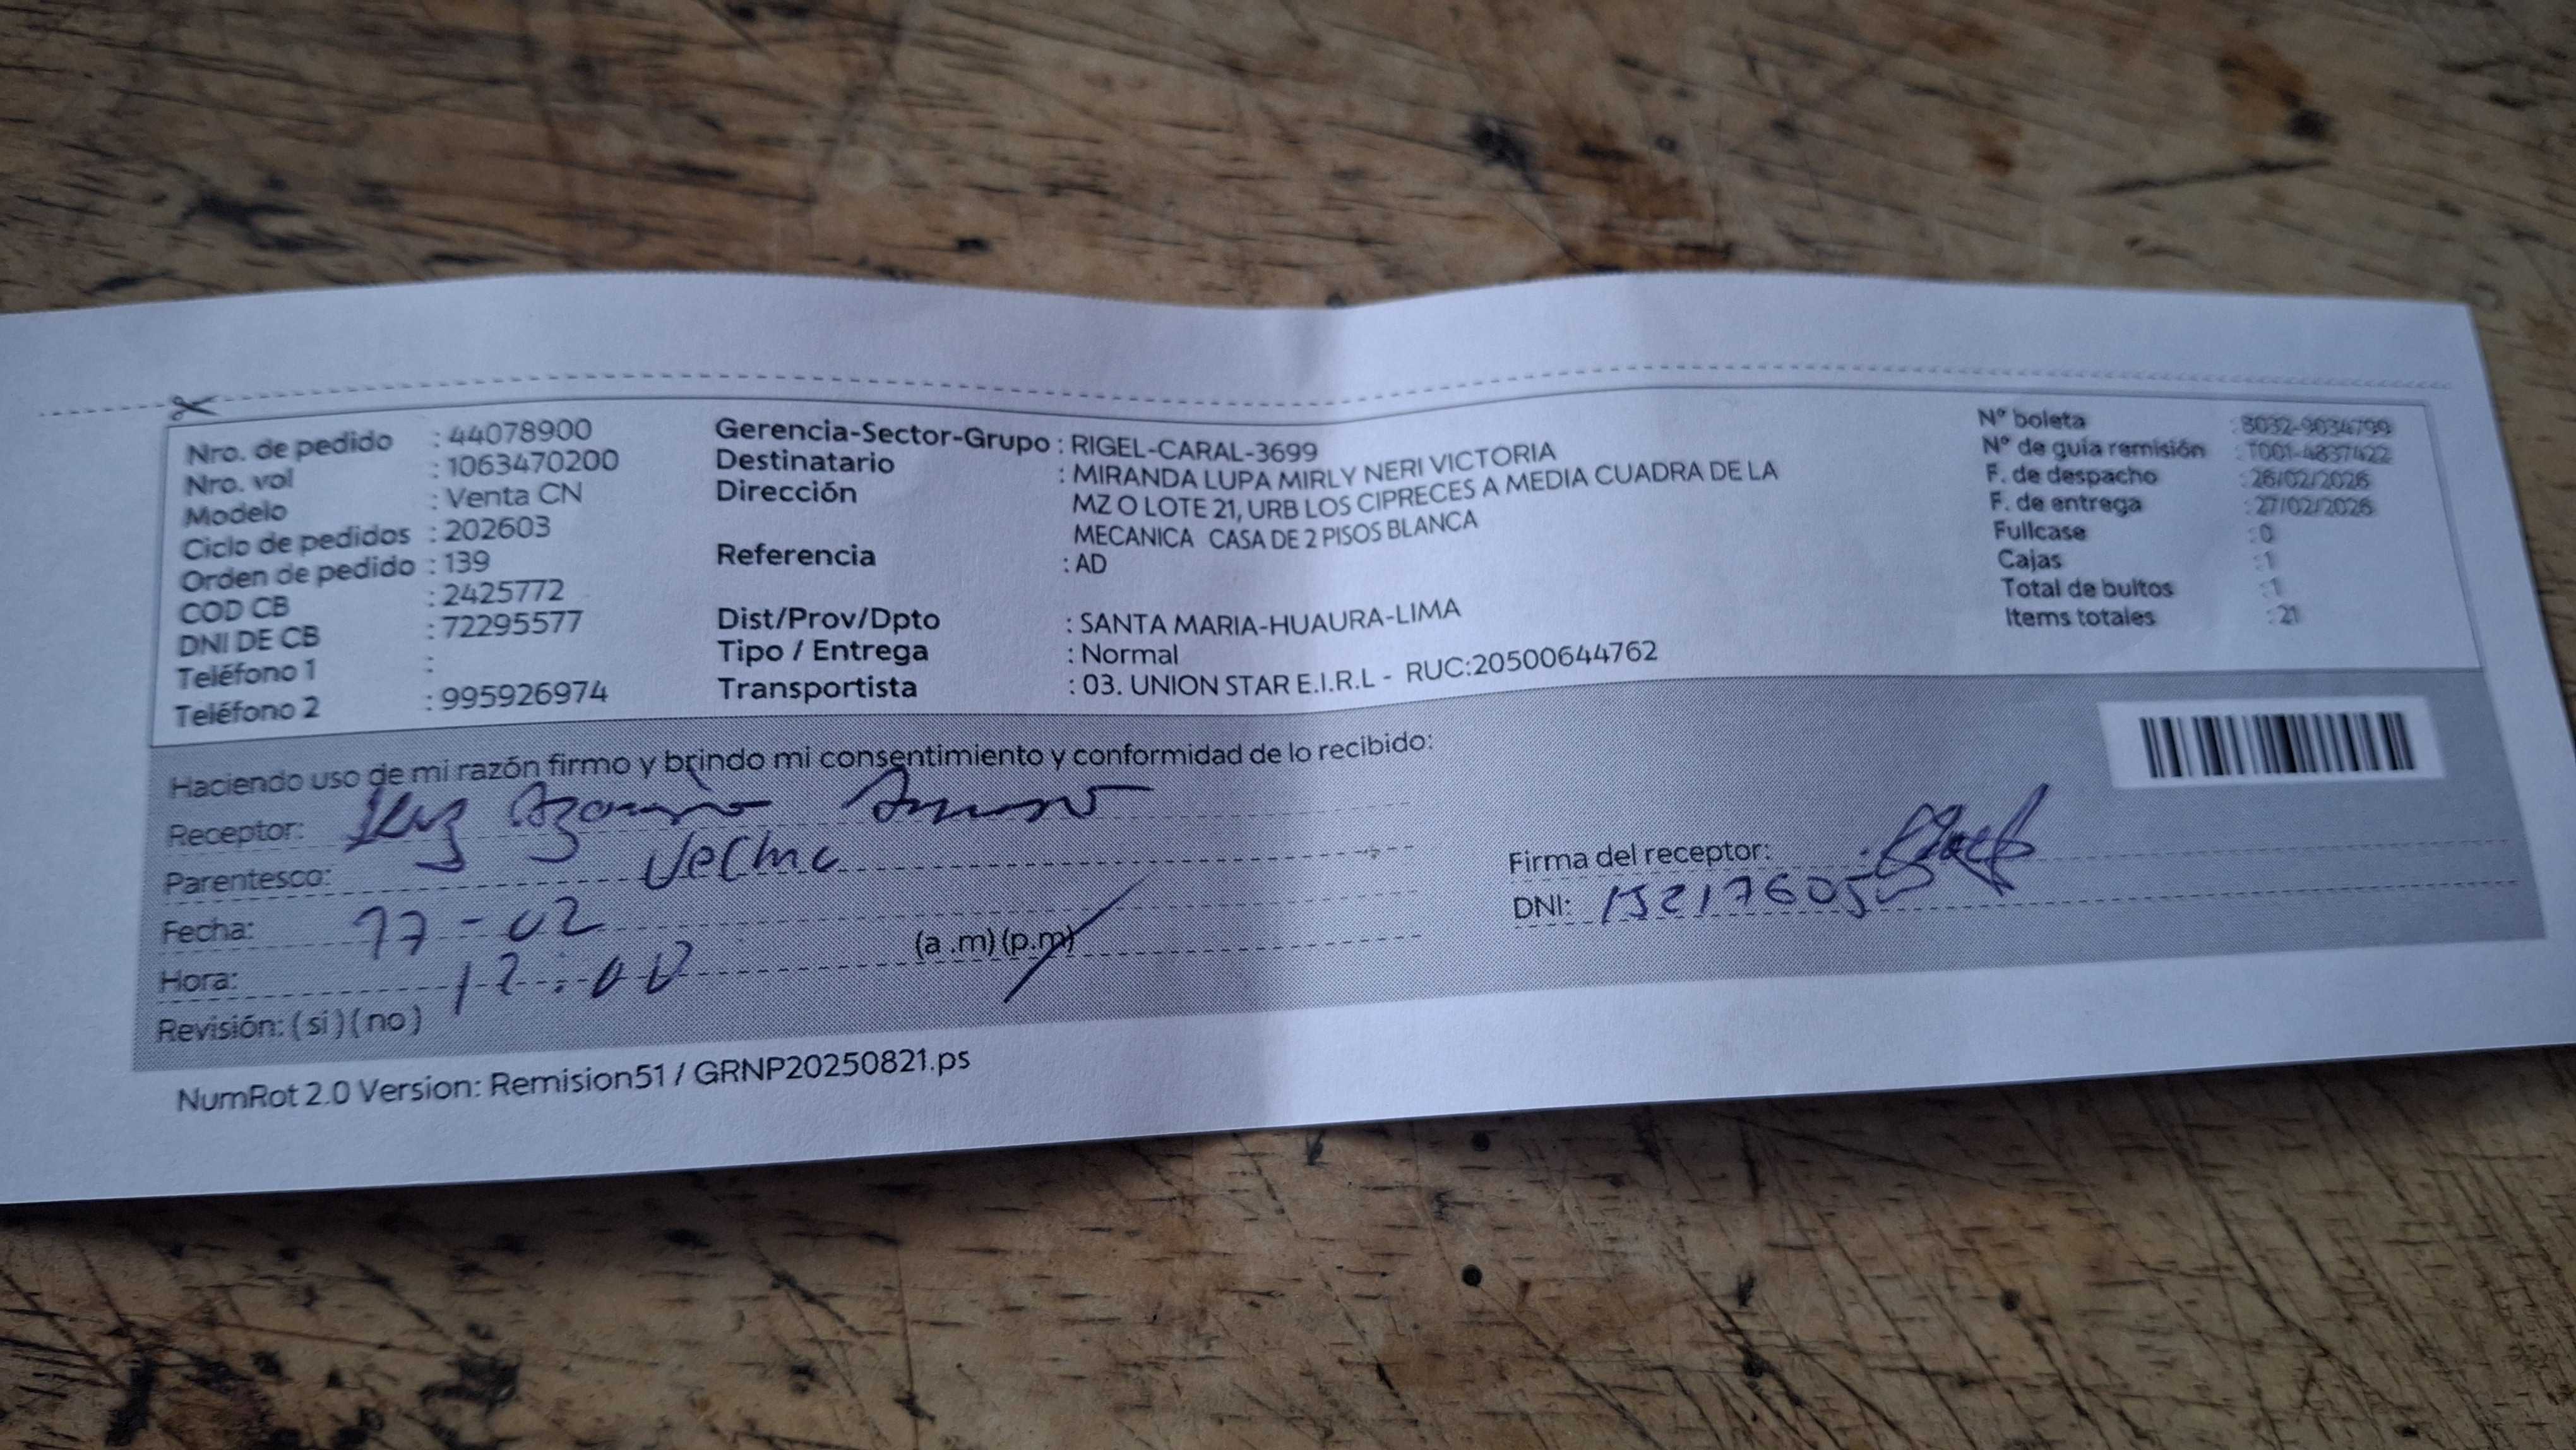 Nro. de pedido : 44078900
Nro. vol : 1063470200
Modelo : Venta CN
Ciclo de pedidos : 202603
Orden de pedido : 139
COD CB : 2425772
DNI DE CB : 72295577
Teléfono 1 :
Teléfono 2 : 995926974
Gerencia-Sector-Grupo : RIGEL-CARAL-3699
Destinatario : MIRANDA LUPA MIRLY NERI VICTORIA
Dirección MZ O LOTE 21, URB LOS CIPRECES A MEDIA CUADRA DE LA
MECANICA CASA DE 2 PISOS BLANCA
Referencia : AD
Dist/Prov/Dpto : SANTA MARIA-HUAURA-LIMA
Tipo / Entrega : Normal
Transportista : 03. UNION STAR E.I.R.L - RUC:20500644762
N° boleta
N° de guía remisión : T001-4837422
F. de despacho : 26/02/2026
F. de entrega : 27/02/2026
Fullcase : 0
Cajas : 1
Total de bultos : 1
Items totales : 21
Haciendo uso de mi razón firmo y brindo mi consentimiento y conformidad de lo recibido:
Receptor:
Parentesco: Vecina
Fecha: 27-02
Hora: 12:00 (a .m) (p.m)
Revisión: ( si ) ( no )
Firma del receptor:
DNI:
NumRot 2.0 Version: Remision51 / GRNP20250821.ps